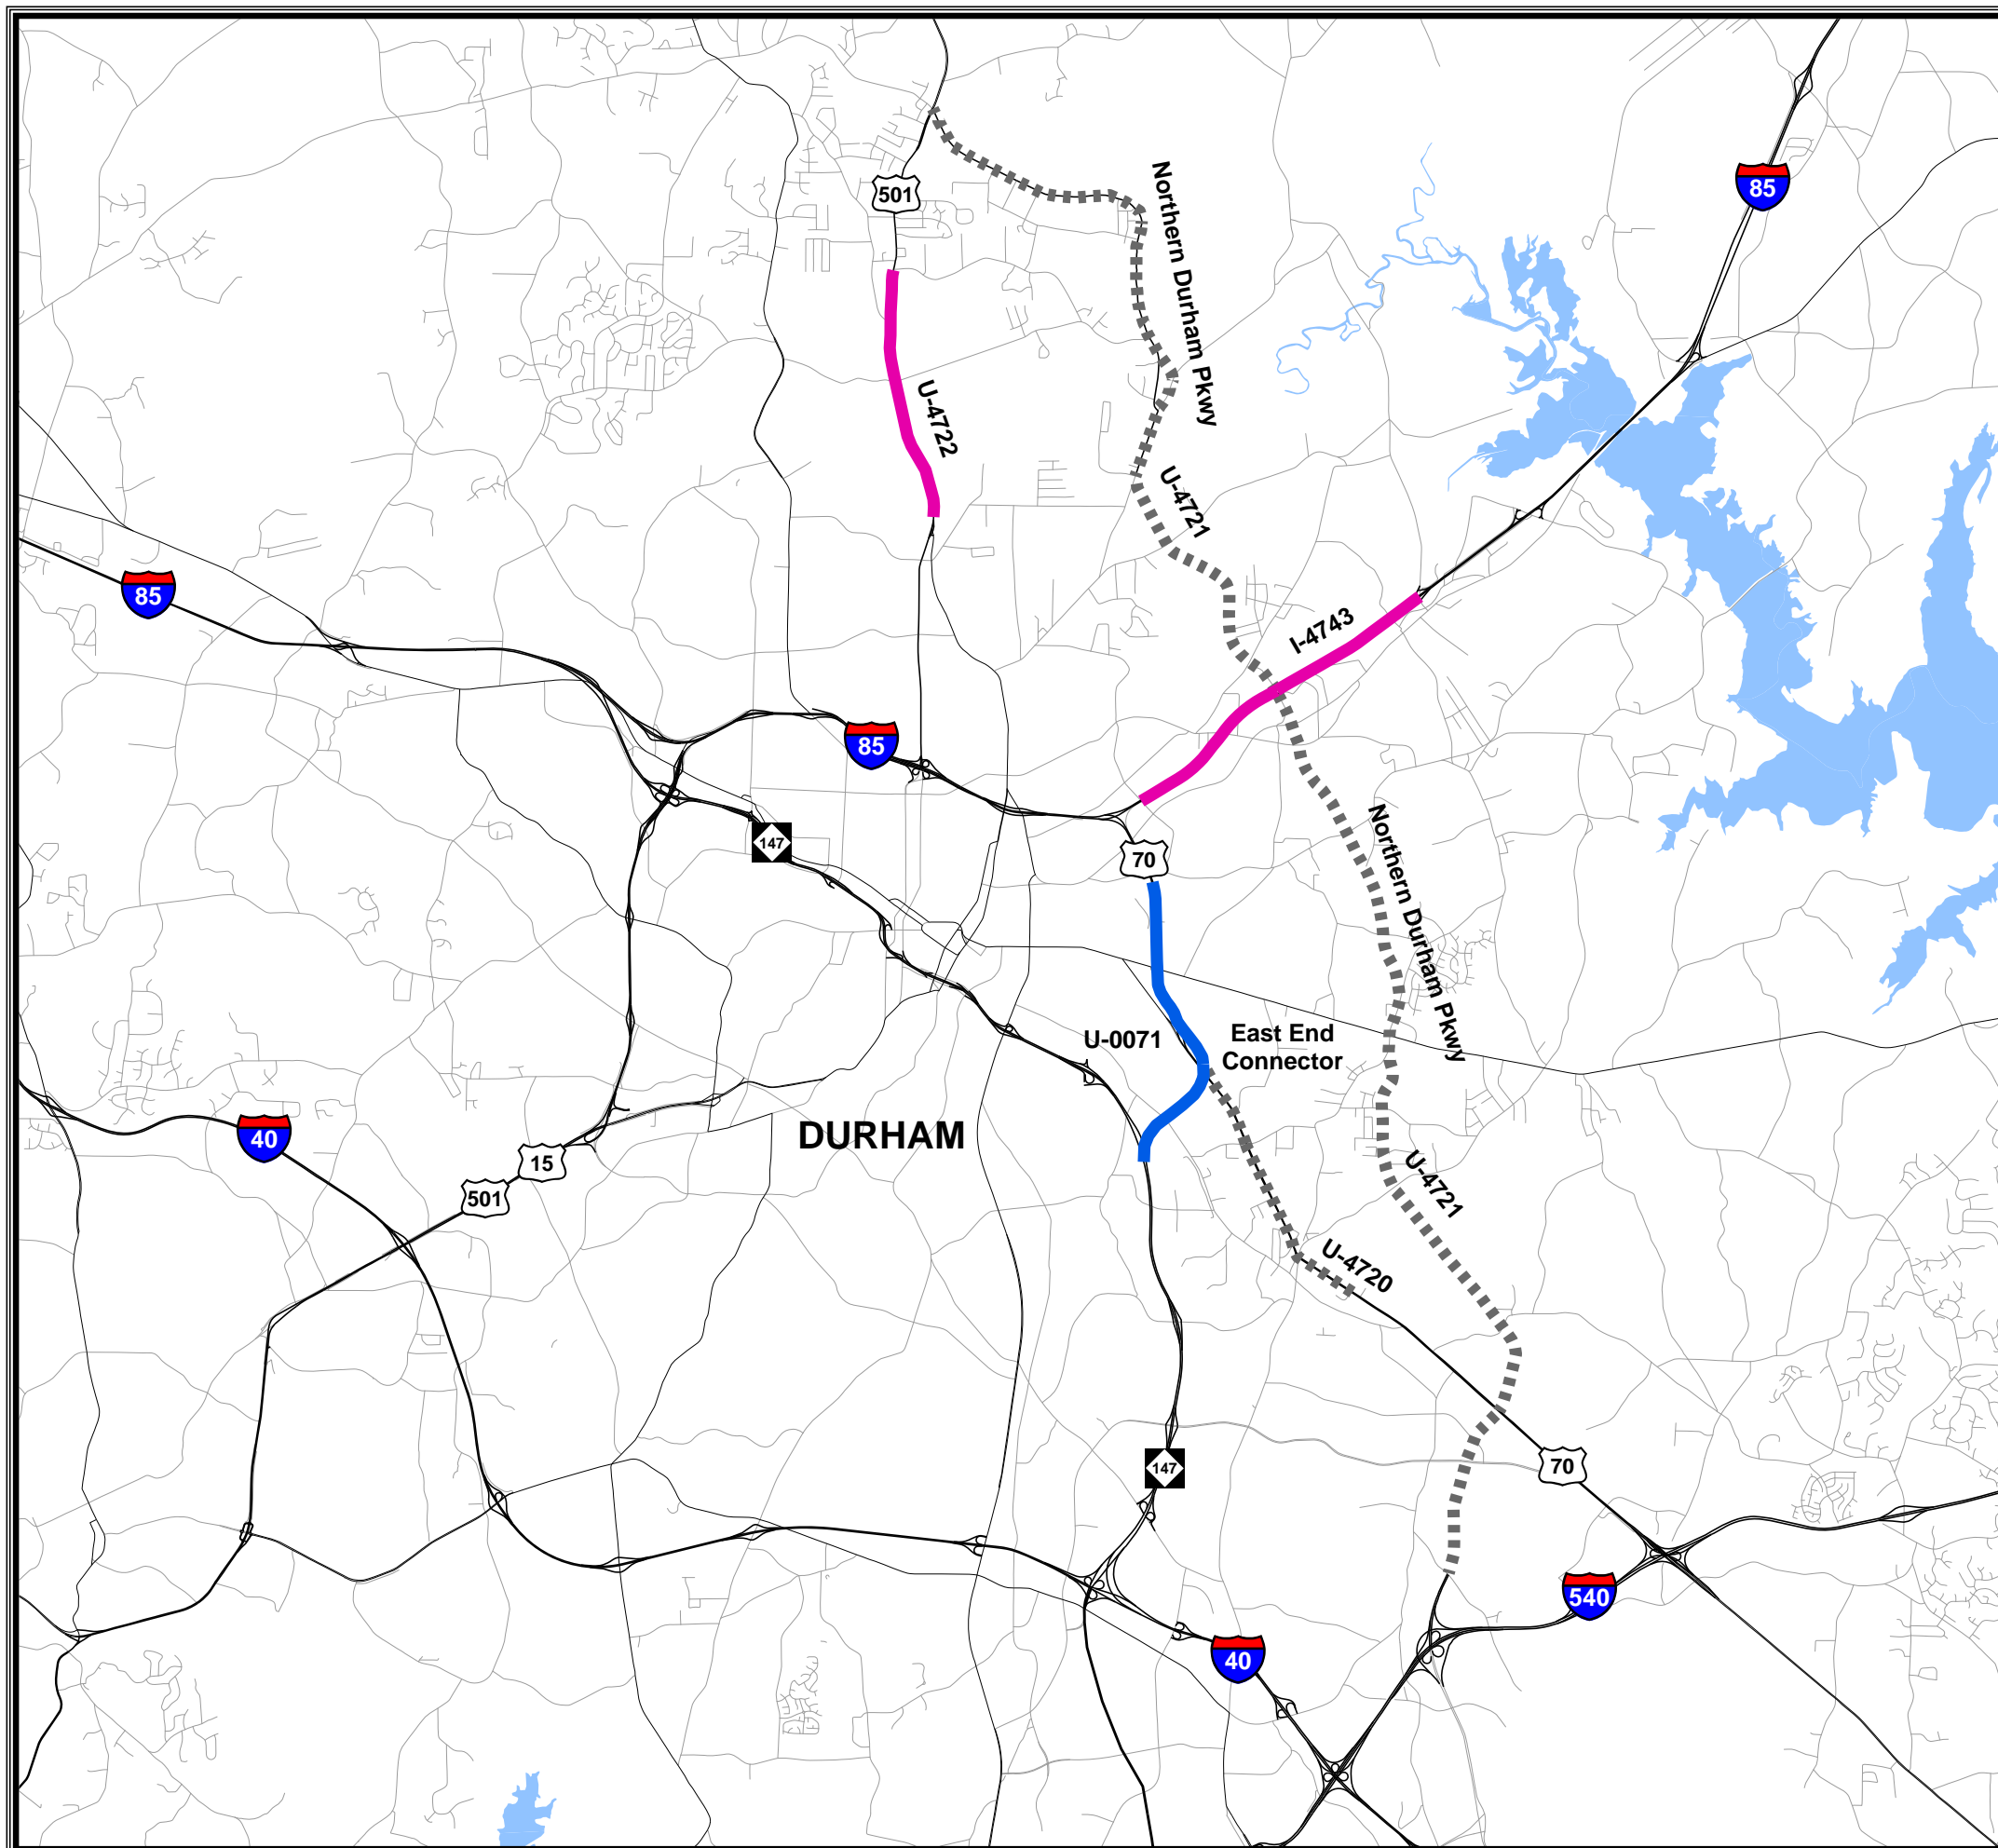 501
85
Northern Durham Pkwy
U-4722
U-4721
85
I-4743
85
147
70
Northern Durham Pkwy
U-0071
East End
Connector
40
DURHAM
15
501
U-4721
U-4720
147
70
540
40